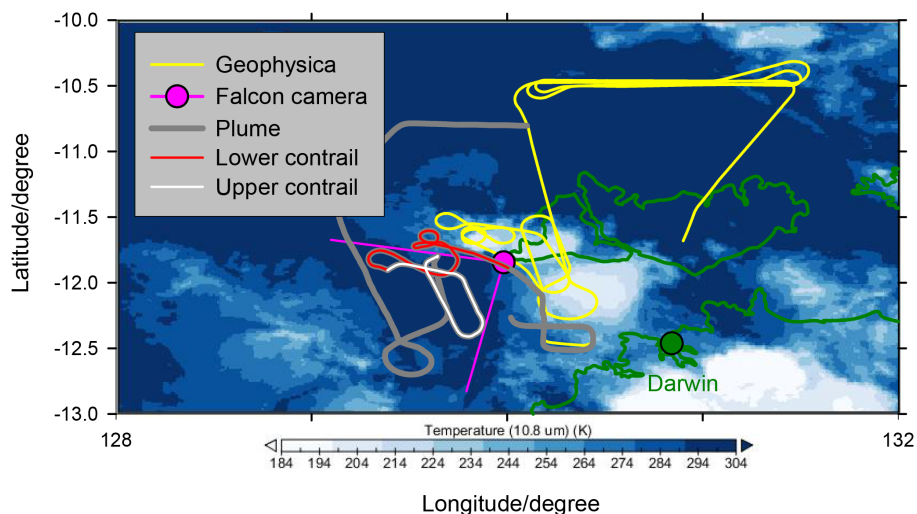 -10.0
-10.5
-11.0
-11.5
-12.0
-12.5
-13.0
Latitude/degree
Geophysica
Falcon camera
Plume
Lower contrail
Upper contrail
Darwin
128
132
Temperature (10.8 um) (K)
184 194 204 214 224 234 244 254 264 274 284 294 304
Longitude/degree